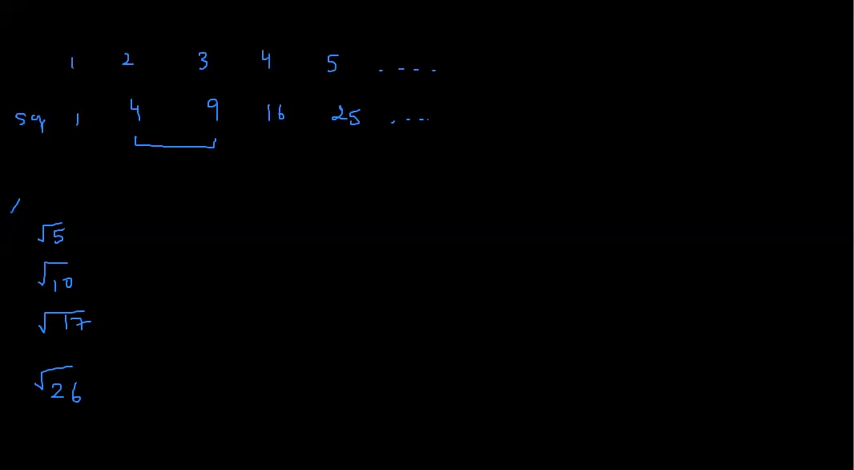 1 2 3 4 5 ....
sq 1 4 9 16 25 ....
√5
√10
√17
√26